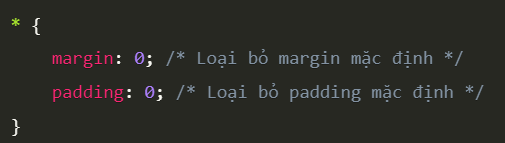 * {
margin: 0; /* Loại bỏ margin mặc định */
padding: 0; /* Loại bỏ padding mặc định */
}